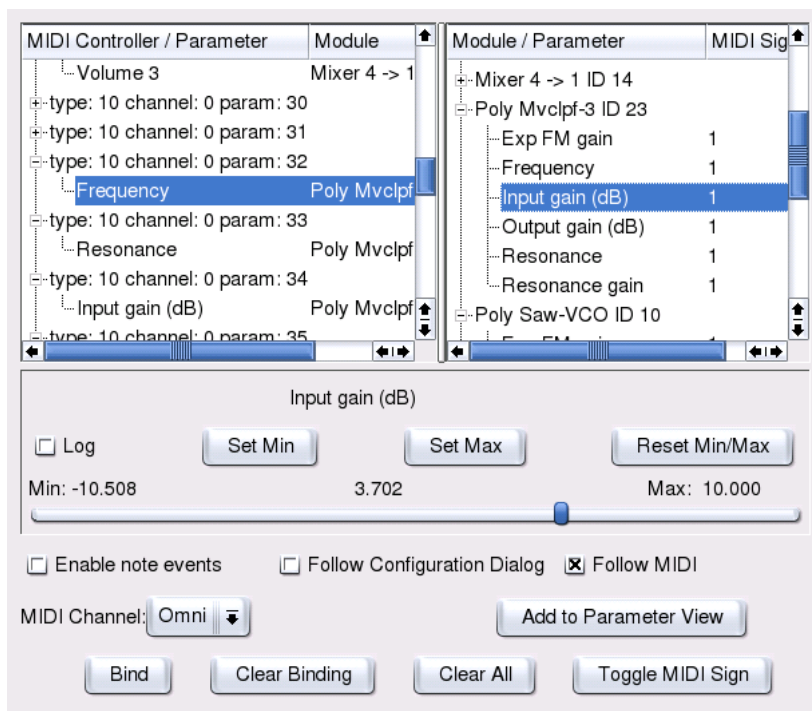 MIDI Controller / Parameter Module
Volume 3 Mixer 4 -> 1
type: 10 channel: 0 param: 30
type: 10 channel: 0 param: 31
type: 10 channel: 0 param: 32
Frequency Poly Mvclpf
type: 10 channel: 0 param: 33
Resonance Poly Mvclpf
type: 10 channel: 0 param: 34
Input gain (dB) Poly Mvclpf
type: 10 channel: 0 param: 35
Module / Parameter MIDI Sig
Mixer 4 -> 1 ID 14
Poly Mvclpf-3 ID 23
Exp FM gain 1
Frequency 1
Input gain (dB) 1
Output gain (dB) 1
Resonance 1
Resonance gain 1
Poly Saw-VCO ID 10
Input gain (dB)
Log Set Min Set Max Reset Min/Max
Min: -10.508 3.702 Max: 10.000
Enable note events Follow Configuration Dialog Follow MIDI
MIDI Channel: Omni Add to Parameter View
Bind Clear Binding Clear All Toggle MIDI Sign